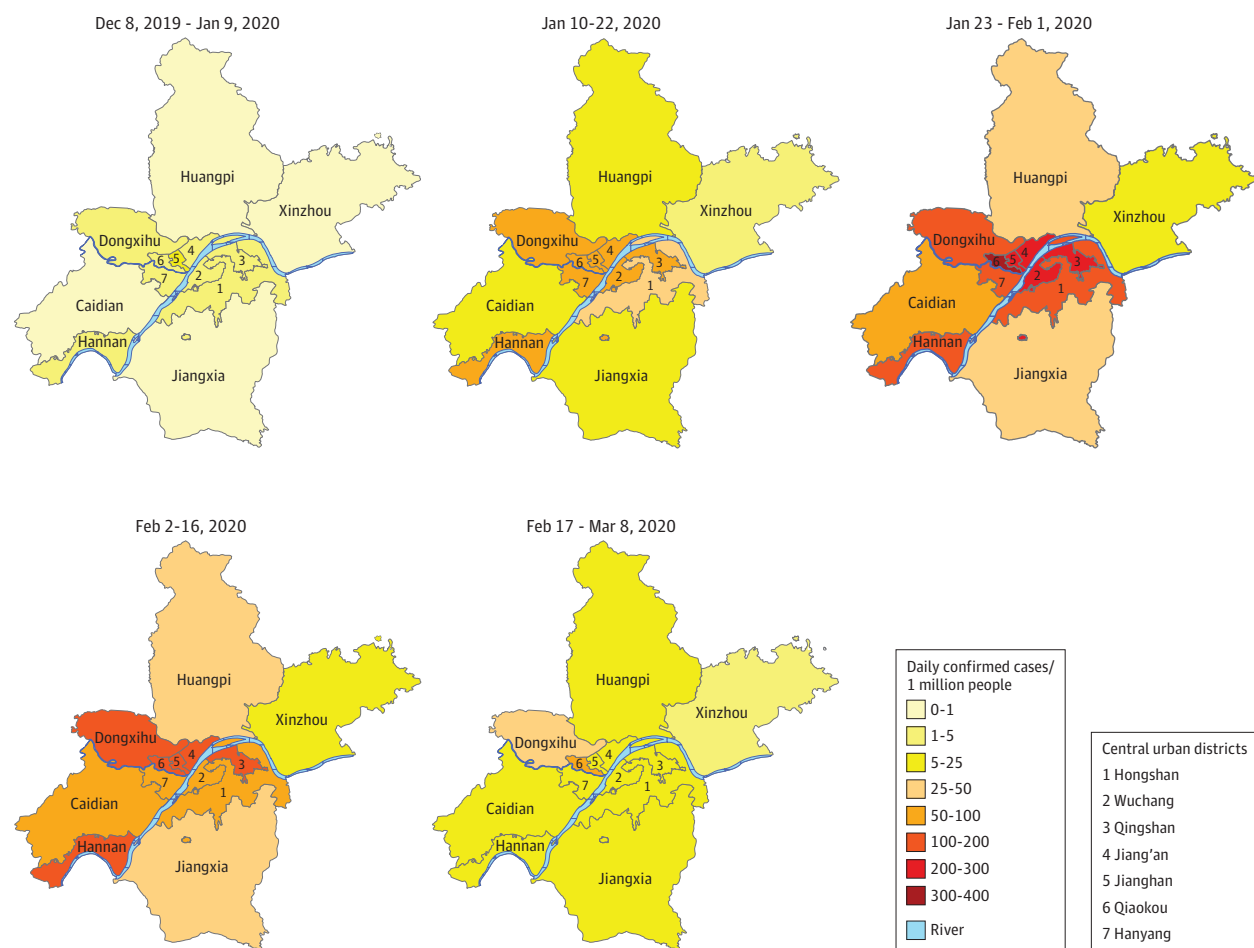 Dec 8, 2019 - Jan 9, 2020
Huangpi
Xinzhou
Dongxihu
4
6
5
3
2
7
1
Caidian
Hannan
Jiangxia
Jan 10-22, 2020
Huangpi
Xinzhou
Dongxihu
4
6
5
3
2
7
1
Caidian
Hannan
Jiangxia
Jan 23 - Feb 1, 2020
Huangpi
Xinzhou
Dongxihu
4
6
5
3
2
7
1
Caidian
Hannan
Jiangxia
Feb 2-16, 2020
Huangpi
Xinzhou
Dongxihu
4
6
5
3
2
7
1
Caidian
Hannan
Jiangxia
Feb 17 - Mar 8, 2020
Huangpi
Xinzhou
Dongxihu
4
6
5
3
2
7
1
Caidian
Hannan
Jiangxia
Daily confirmed cases/
1 million people
0-1
1-5
5-25
25-50
50-100
100-200
200-300
300-400
River
Central urban districts
1 Hongshan
2 Wuchang
3 Qingshan
4 Jiang’an
5 Jianghan
6 Qiaokou
7 Hanyang